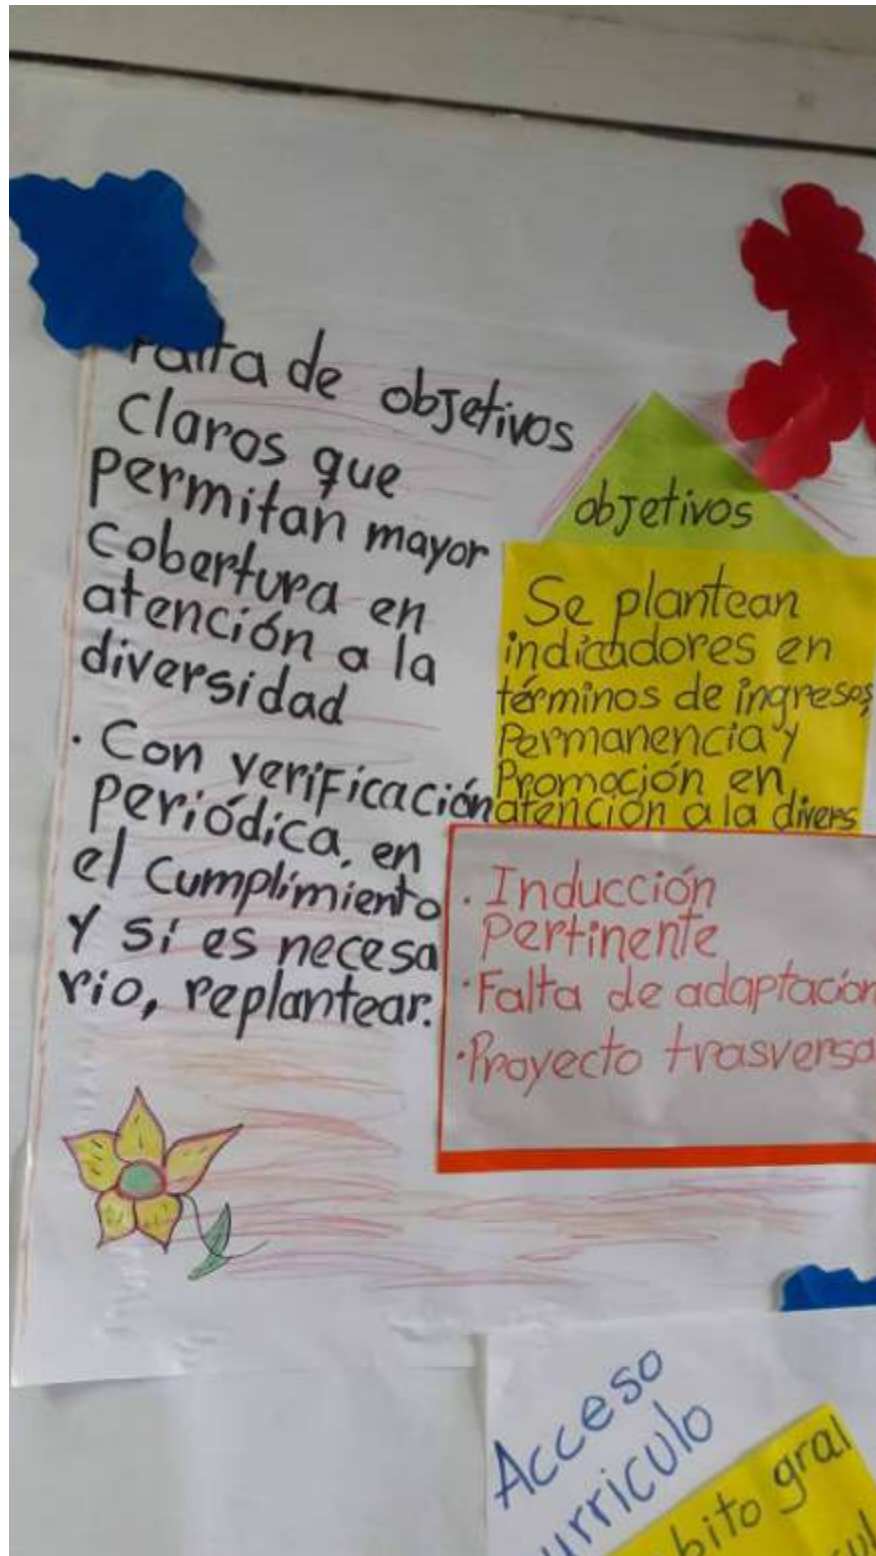 Falta de objetivos
Claros que
permitan mayor
Cobertura en
atención a la
diversidad
· Con verificación
periódica, en
el cumplimiento
y si es necesa
rio, replantear.
objetivos
Se plantean
indicadores en
términos de ingresos,
Permanencia y
Promoción en
atención a la divers
· Inducción
Pertinente
· Falta de adaptación
· Proyecto trasversa
Acceso
urriculo
bito gral